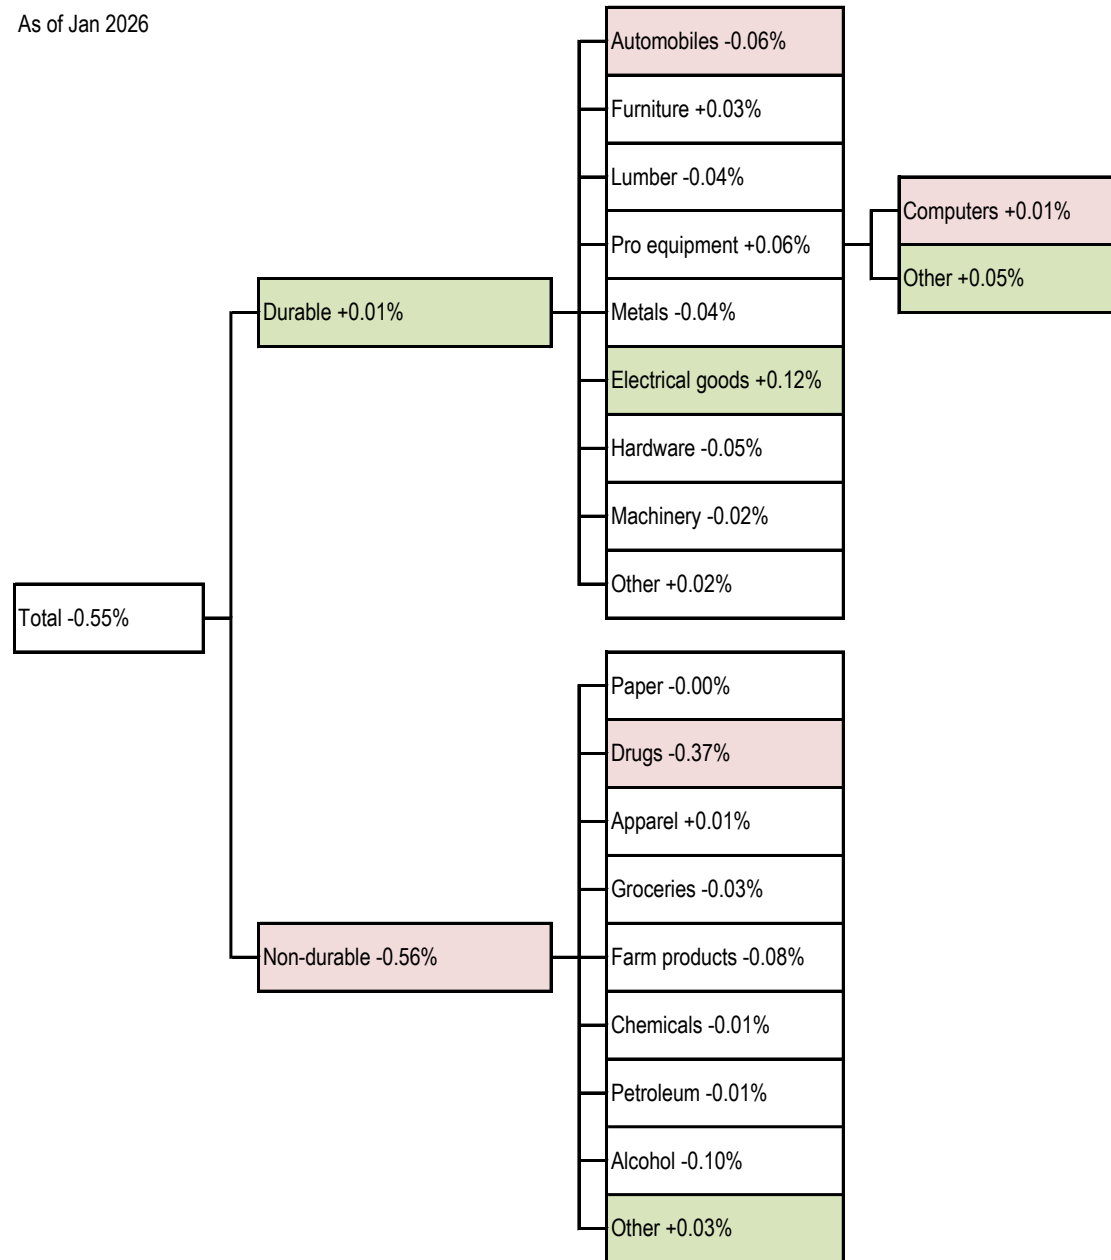 As of Jan 2026
Total -0.55%
Durable +0.01%
Automobiles -0.06%
Furniture +0.03%
Lumber -0.04%
Pro equipment +0.06%
Computers +0.01%
Other +0.05%
Metals -0.04%
Electrical goods +0.12%
Hardware -0.05%
Machinery -0.02%
Other +0.02%
Non-durable -0.56%
Paper -0.00%
Drugs -0.37%
Apparel +0.01%
Groceries -0.03%
Farm products -0.08%
Chemicals -0.01%
Petroleum -0.01%
Alcohol -0.10%
Other +0.03%